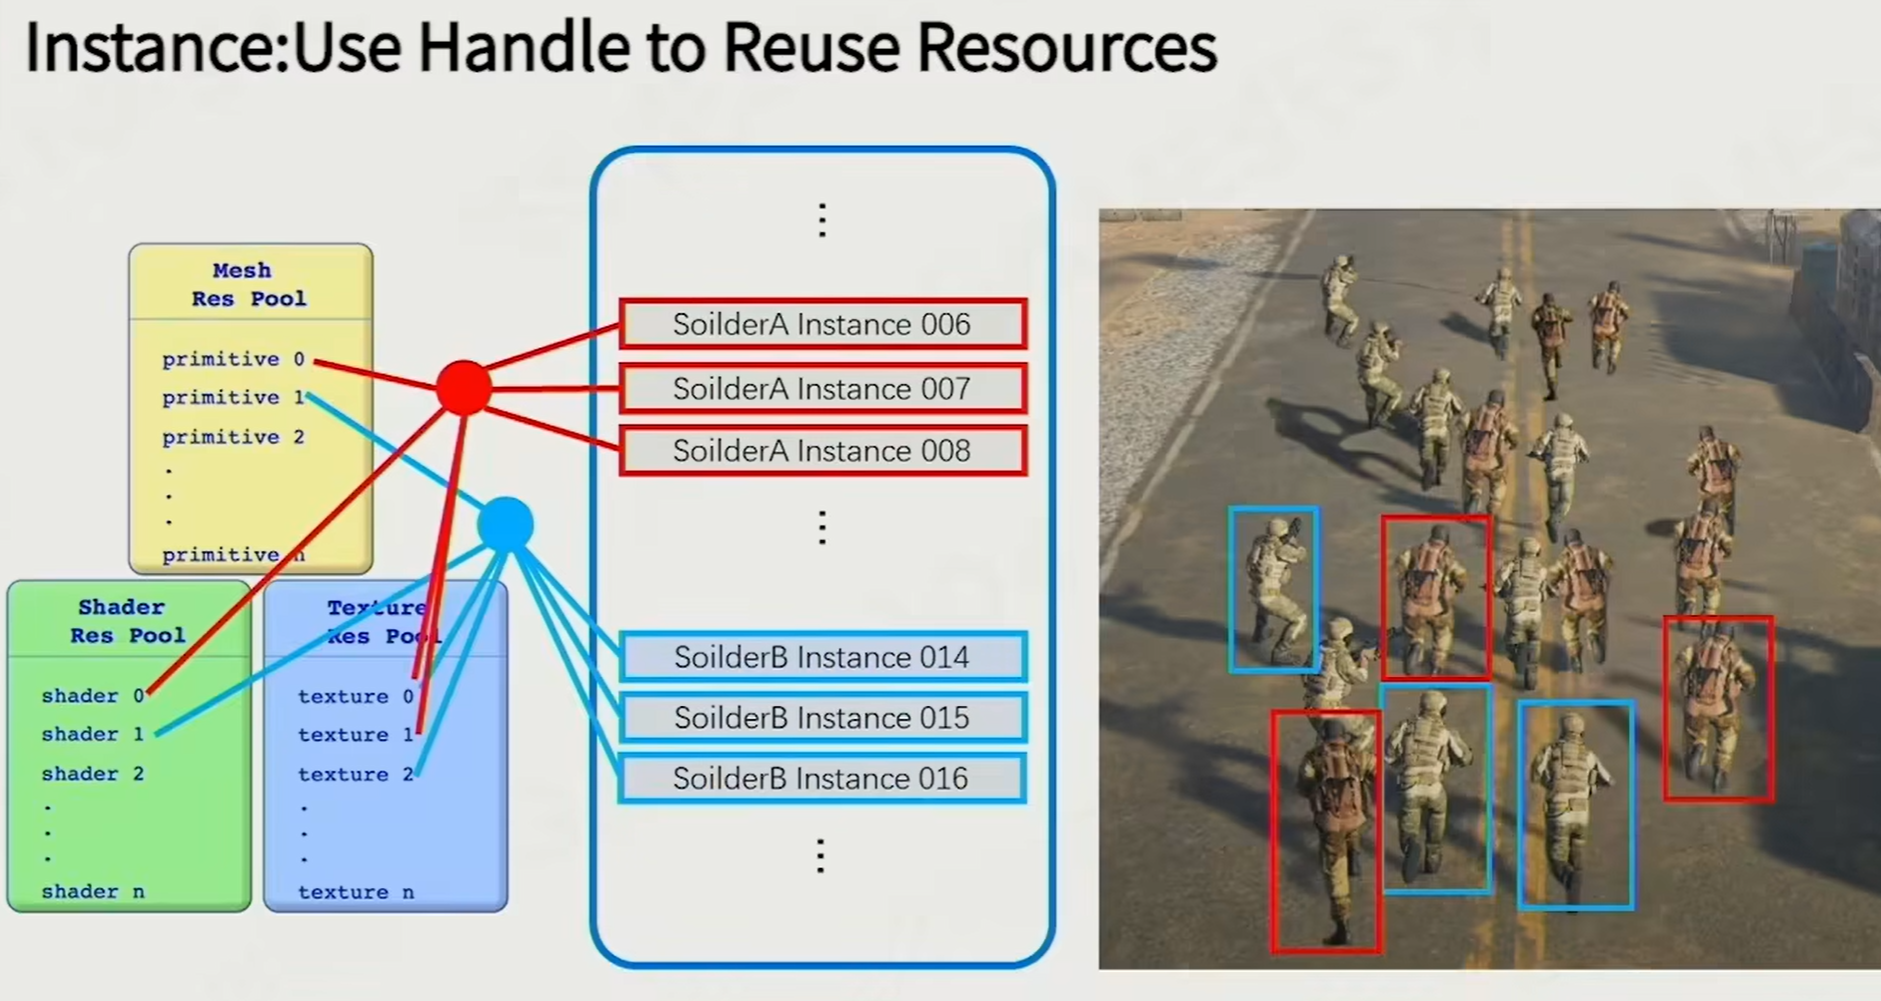 Instance:Use Handle to Reuse Resources
Mesh
Res Pool
primitive 0
primitive 1
primitive 2
.
.
.
primitive n
Shader
Res Pool
shader 0
shader 1
shader 2
.
.
.
shader n
Texture
Res Pool
texture 0
texture 1
texture 2
.
.
.
texture n
⋮
SoilderA Instance 006
SoilderA Instance 007
SoilderA Instance 008
⋮
SoilderB Instance 014
SoilderB Instance 015
SoilderB Instance 016
⋮